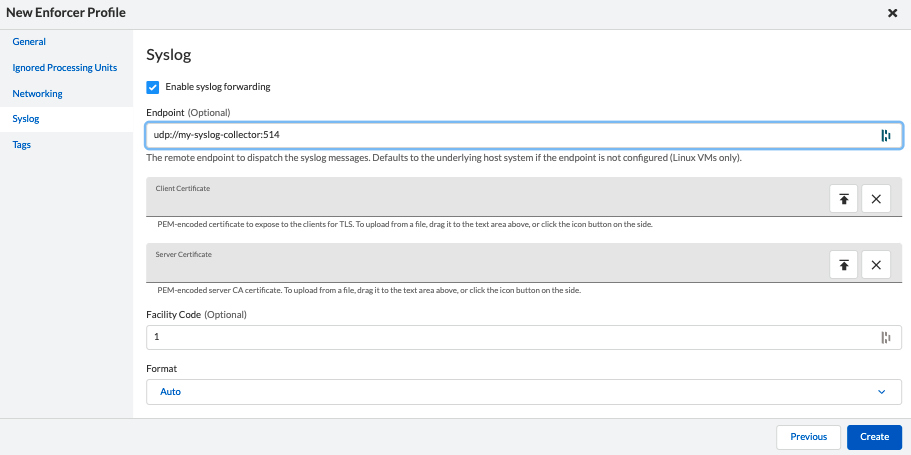 New Enforcer Profile
General
Ignored Processing Units
Networking
Syslog
Tags
Syslog
Enable syslog forwarding
Endpoint (Optional)
udp://my-syslog-collector:514
The remote endpoint to dispatch the syslog messages. Defaults to the underlying host system if the endpoint is not configured (Linux VMs only).
Client Certificate
PEM-encoded certificate to expose to the clients for TLS. To upload from a file, drag it to the text area above, or click the icon button on the side.
Server Certificate
PEM-encoded server CA certificate. To upload from a file, drag it to the text area above, or click the icon button on the side.
Facility Code (Optional)
1
Format
Auto
Previous
Create